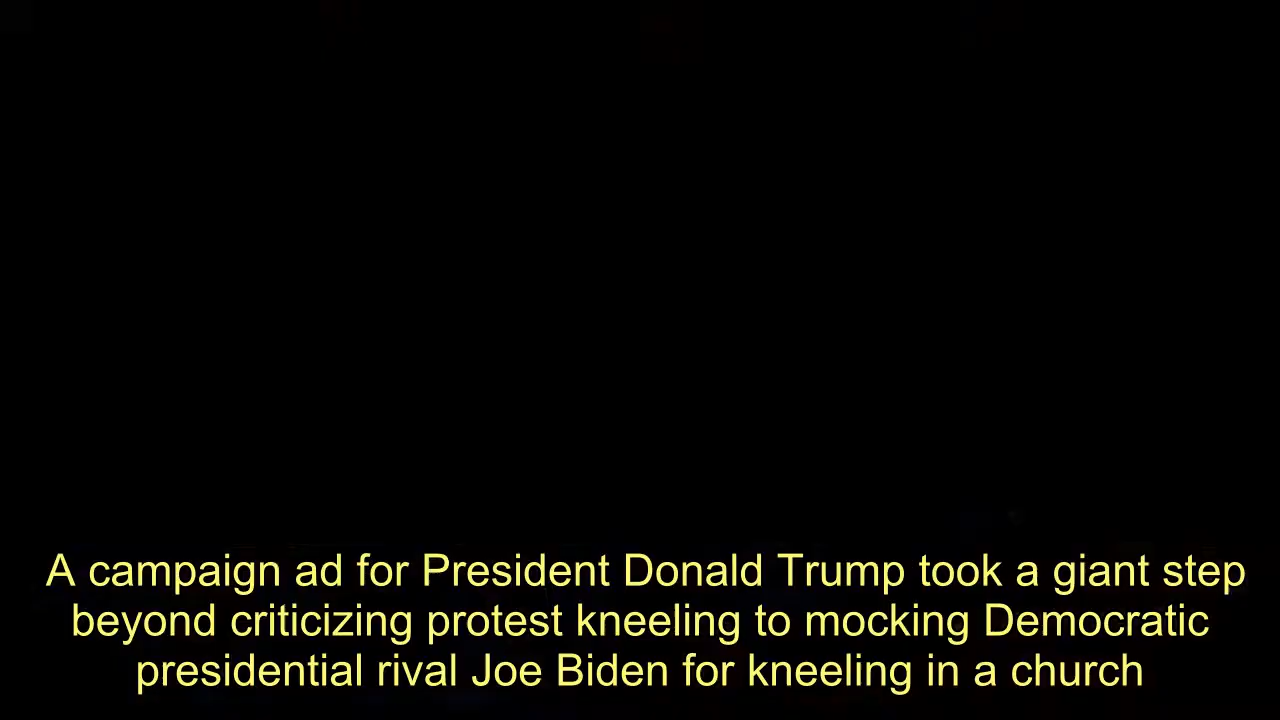 A campaign ad for President Donald Trump took a giant step
beyond criticizing protest kneeling to mocking Democratic
presidential rival Joe Biden for kneeling in a church